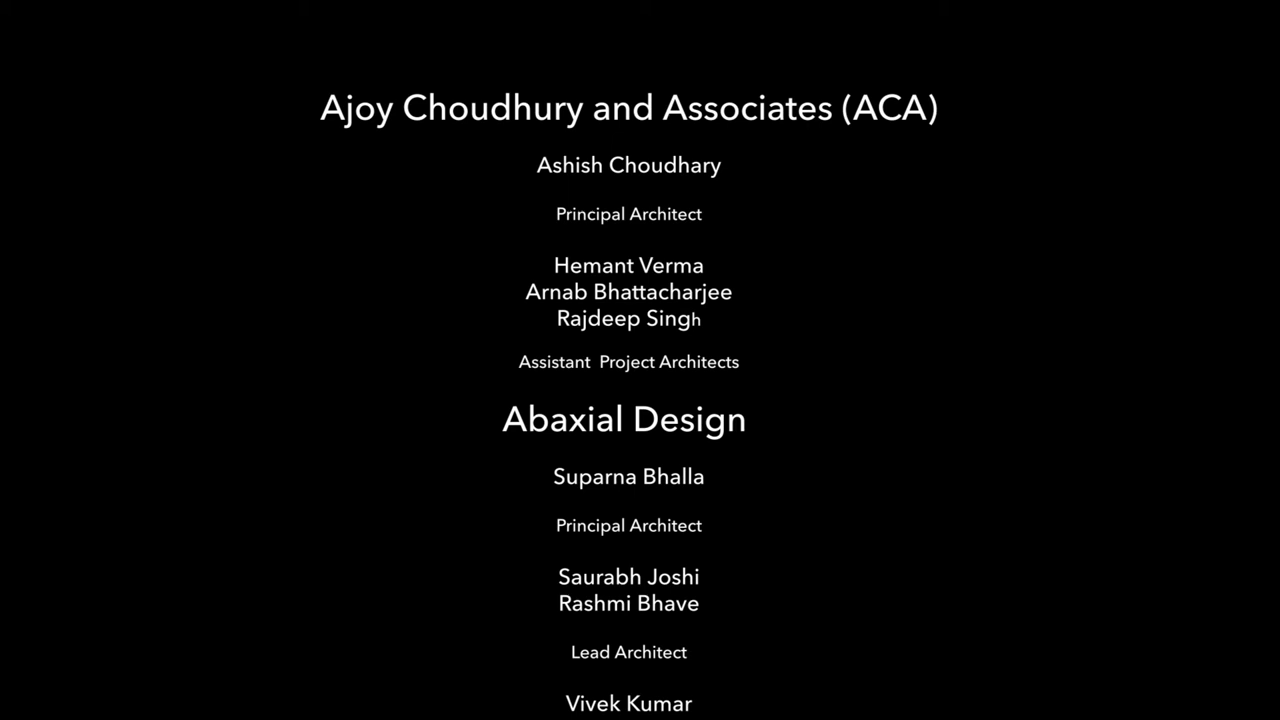 Ajoy Choudhury and Associates (ACA)
Ashish Choudhary
Principal Architect
Hemant Verma
Arnab Bhattacharjee
Rajdeep Singh
Assistant  Project Architects
Abaxial Design
Suparna Bhalla
Principal Architect
Saurabh Joshi
Rashmi Bhave
Lead Architect
Vivek Kumar